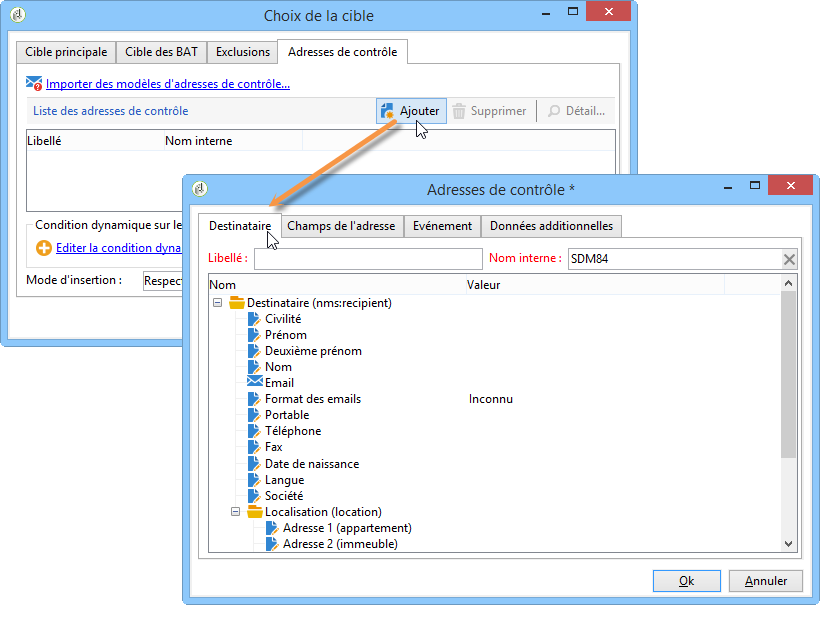 Choix de la cible
Cible principale Cible des BAT Exclusions Adresses de contrôle
Importer des modèles d'adresses de contrôle...
Liste des adresses de contrôle Ajouter Supprimer Détail...
Libellé Nom interne
Condition dynamique sur le
Editer la condition dyna
Mode d'insertion : Respec
Adresses de contrôle *
Destinataire Champs de l'adresse Evénement Données additionnelles
Libellé : Nom interne : SDM84
Nom Valeur
Destinataire (nms:recipient)
Civilité
Prénom
Deuxième prénom
Nom
Email
Format des emails Inconnu
Portable
Téléphone
Fax
Date de naissance
Langue
Société
Localisation (location)
Adresse 1 (appartement)
Adresse 2 (immeuble)
Ok Annuler